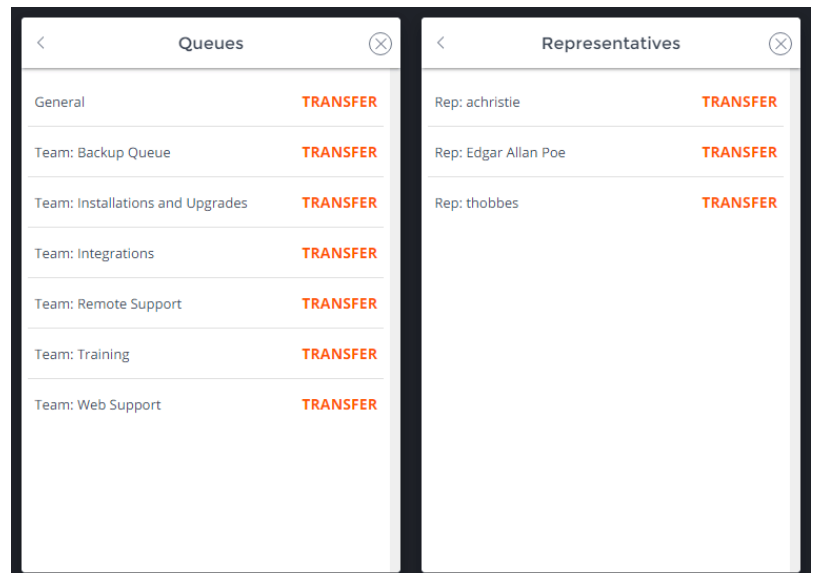 Queues
General TRANSFER
Team: Backup Queue TRANSFER
Team: Installations and Upgrades TRANSFER
Team: Integrations TRANSFER
Team: Remote Support TRANSFER
Team: Training TRANSFER
Team: Web Support TRANSFER
Representatives
Rep: achristie TRANSFER
Rep: Edgar Allan Poe TRANSFER
Rep: thobbes TRANSFER